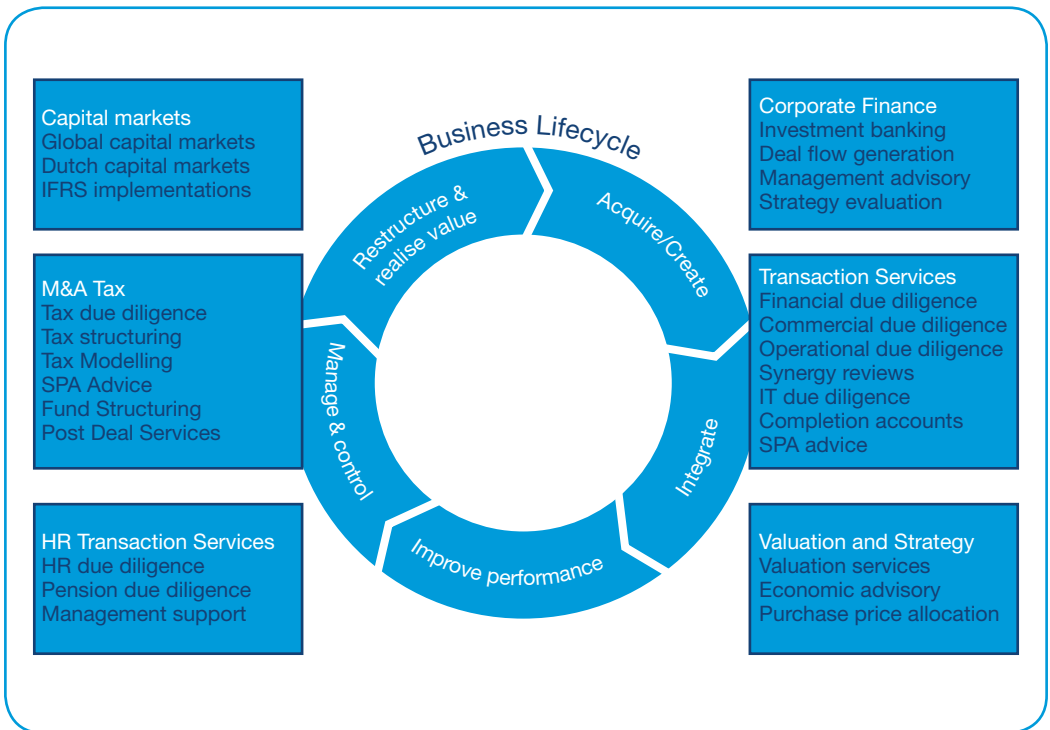 Capital markets
Global capital markets
Dutch capital markets
IFRS implementations
M&A Tax
Tax due diligence
Tax structuring
Tax Modelling
SPA Advice
Fund Structuring
Post Deal Services
HR Transaction Services
HR due diligence
Pension due diligence
Management support
Business Lifecycle
Acquire/Create
Integrate
Improve performance
Manage & control
Restructure &
realise value
Corporate Finance
Investment banking
Deal flow generation
Management advisory
Strategy evaluation
Transaction Services
Financial due diligence
Commercial due diligence
Operational due diligence
Synergy reviews
IT due diligence
Completion accounts
SPA advice
Valuation and Strategy
Valuation services
Economic advisory
Purchase price allocation